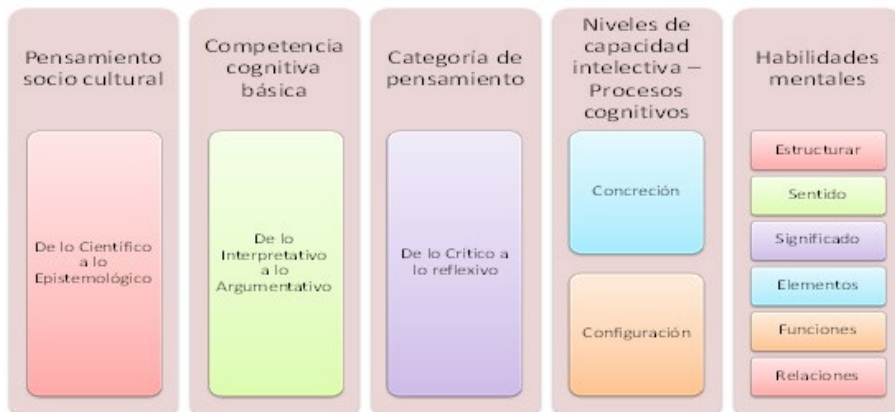 Pensamiento
socio cultural
De lo Científico
a lo
Epistemológico
Competencia
cognitiva
básica
De lo
Interpretativo
a lo
Argumentativo
Categoría de
pensamiento
De lo Crítico a
lo reflexivo
Niveles de
capacidad
intelectiva –
Procesos
cognitivos
Concreción
Configuración
Habilidades
mentales
Estructurar
Sentido
Significado
Elementos
Funciones
Relaciones